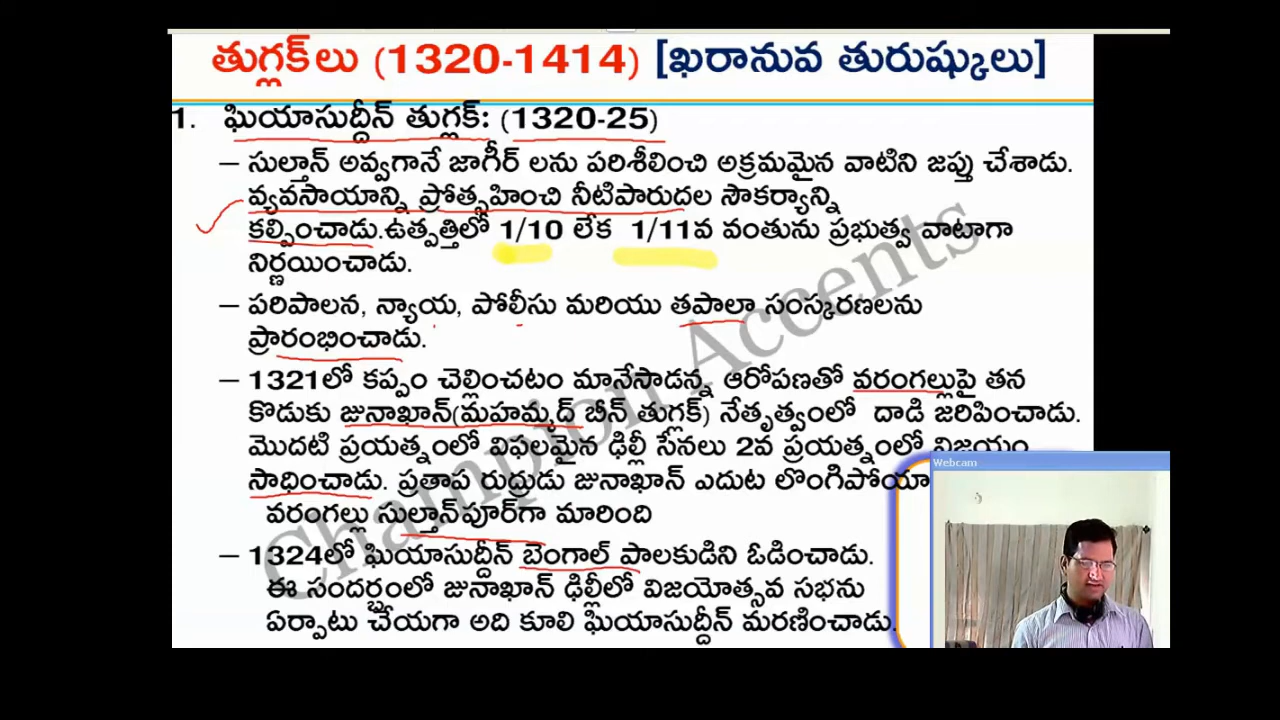 తుగ్లక్‌లు (1320-1414) [ఖరానువ తురుష్కులు]
1. ఘియాసుద్దీన్ తుగ్లక్: (1320-25)
– సుల్తాన్ అవ్వగానే జాగీర్ లను పరిశీలించి అక్రమమైన వాటిని జప్తు చేశాడు.
వ్యవసాయాన్ని ప్రోత్సహించి నీటిపారుదల సౌకర్యాన్ని
కల్పించాడు.ఉత్పత్తిలో 1/10 లేక 1/11వ వంతును ప్రభుత్వ వాటాగా
నిర్ణయించాడు.
– పరిపాలన, న్యాయ, పోలీసు మరియు తపాలా సంస్కరణలను
ప్రారంభించాడు.
– 1321లో కప్పం చెల్లించటం మానేసాడన్న ఆరోపణతో వరంగల్లుపై తన
కొడుకు జునాఖాన్(మహమ్మద్ బీన్ తుగ్లక్) నేతృత్వంలో దాడి జరిపించాడు.
మొదటి ప్రయత్నంలో విఫలమైన ఢిల్లీ సేనలు 2వ ప్రయత్నంలో విజయం
సాధించాడు. ప్రతాప రుద్రుడు జునాఖాన్ ఎదుట
వరంగల్లు సుల్తాన్‌పూర్‌గా మారింది
– 1324లో ఘియాసుద్దీన్ బెంగాల్ పాలకుడిని ఓడించాడు.
ఈ సందర్భంలో జునాఖాన్ ఢిల్లీలో విజయోత్సవ సభను
ఏర్పాటు చేయగా అది కూలి ఘియాసుద్దీన్ మరణించాడు.
Champion Accents
Webcam